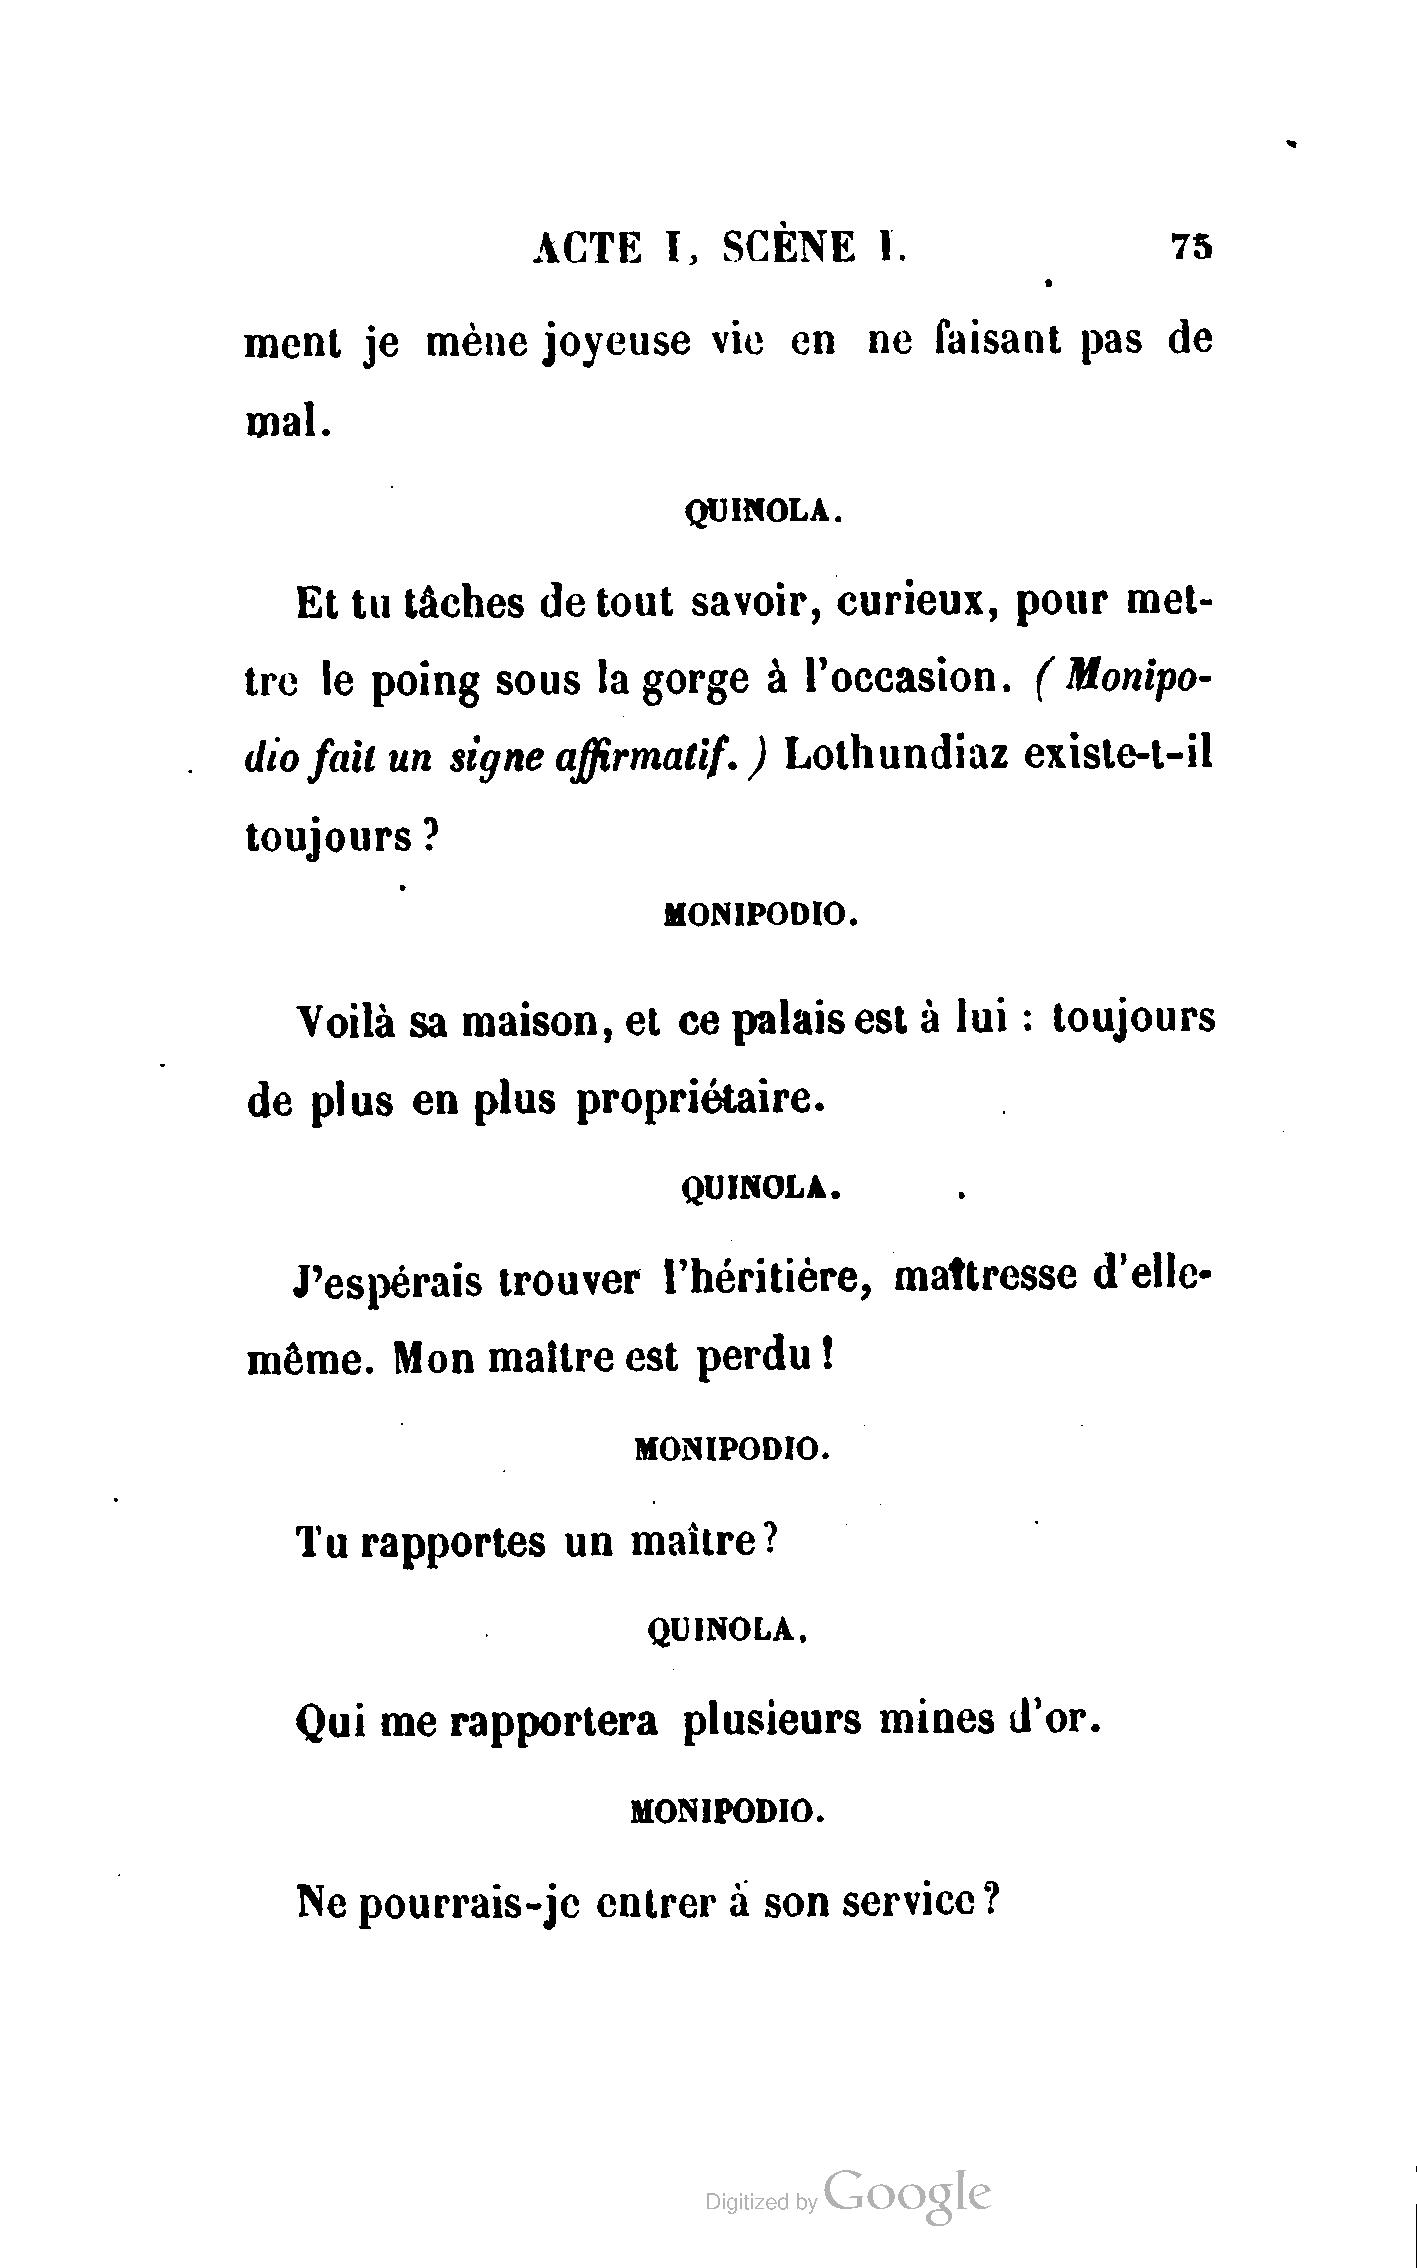 ACTE I, SCÈNE I. 75
ment je mène joyeuse vie en ne faisant pas de
mal.
QUINOLA.
Et tu tâches de tout savoir, curieux, pour met-
tre le poing sous la gorge à l'occasion. (Monipo-
dio fait un signe affirmatif.) Lothundiaz existe-t-il
toujours ?
MONIPODIO.
Voilà sa maison, et ce palais est à lui : toujours
de plus en plus propriétaire.
QUINOLA.
J'espérais trouver l'héritière, maîtresse d'elle-
même. Mon maître est perdu !
MONIPODIO.
Tu rapportes un maître ?
QUINOLA.
Qui me rapportera plusieurs mines d'or.
MONIPODIO.
Ne pourrais-je entrer à son service ?
Digitized by Google